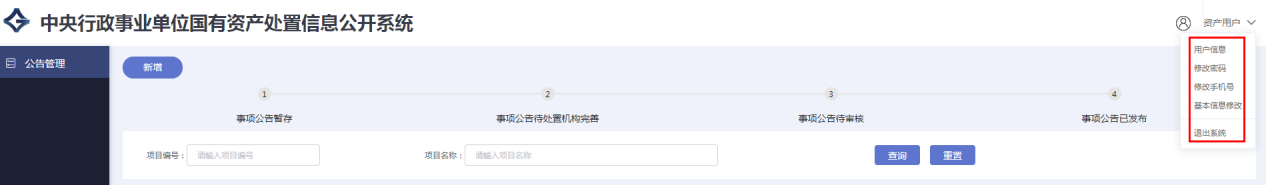 中央行政事业单位国有资产处置信息公开系统
资产用户
公告管理
新增
用户信息
修改密码
修改手机号
基本信息修改
退出系统
1
2
3
4
事项公告暂存
事项公告待处置机构完善
事项公告待审核
事项公告已发布
项目编号：
请输入项目编号
项目名称：
请输入项目名称
查询
重置